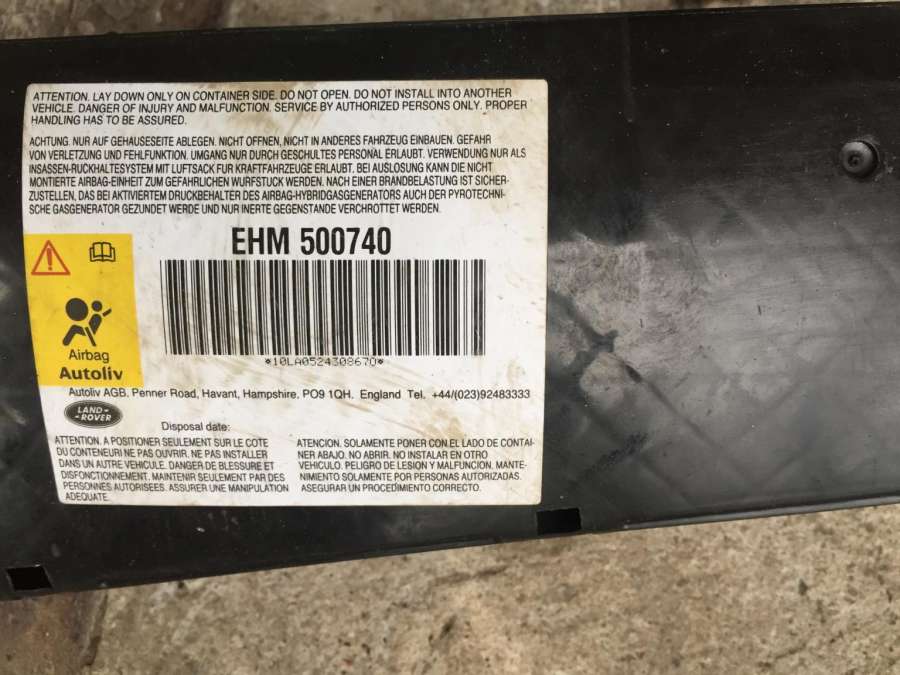 ATTENTION. LAY DOWN ONLY ON CONTAINER SIDE. DO NOT OPEN. DO NOT INSTALL INTO ANOTHER
VEHICLE. DANGER OF INJURY AND MALFUNCTION. SERVICE BY AUTHORIZED PERSONS ONLY. PROPER
HANDLING HAS TO BE ASSURED.
ACHTUNG. NUR AUF GEHAUSESEITE ABLEGEN. NICHT OFFNEN, NICHT IN ANDERES FAHRZEUG EINBAUEN. GEFAHR
VON VERLETZUNG UND FEHLFUNKTION. UMGANG NUR DURCH GESCHULTES PERSONAL ERLAUBT. VERWENDUNG NUR ALS
INSASSEN-RUCKHALTESYSTEM MIT LUFTSACK FUR KRAFTFAHRZEUGE ERLAUBT. BEI AUSLOSUNG KANN DIE NICHT
MONTIERTE AIRBAG-EINHEIT ZUM GEFAHRLICHEN WURFSTUCK WERDEN. NACH EINER BRANDBELASTUNG IST SICHER-
ZUSTELLEN, DAS BEI AKTIVIERTEM DRUCKBEHALTER DES AIRBAG-HYBRIDGASGENERATORS AUCH DER PYROTECHNI-
SCHE GASGENERATOR GEZUNDET WERDE UND NUR INERTE GEGENSTANDE VERCHROTTET WERDEN.
EHM 500740
*10LA0524308670*
Airbag
Autoliv
Autoliv AGB, Penner Road, Havant, Hampshire, PO9 1QH, England Tel. +44/(023)92483333
LAND-
ROVER
Disposal date:
ATTENTION. A POSITIONER SEULEMENT SUR LE COTE
DU CONTENEURI NE PAS OUVRIR. NE PAS INSTALLER
DANS UN AUTRE VEHICULE. DANGER DE BLESSURE ET
DISFONCTIONNEMENT. MAINTENIR SEULEMENT PAR DES
PERSONNES AUTORISEES. ASSURER UNE MANIPULATION
ADEQUATE.
ATENCION. SOLAMENTE PONER CON EL LADO DE CONTAI-
NER ABAJO. NO ABRIR. NO INSTALAR EN OTRO
VEHICULO. PELIGRO DE LESION Y MALFUNCION. MANTE-
NIMIENTO SOLAMENTE POR PERSONAS AUTORIZADAS.
ASEGURAR UN PROCEDIMIENTO CORRECTO.